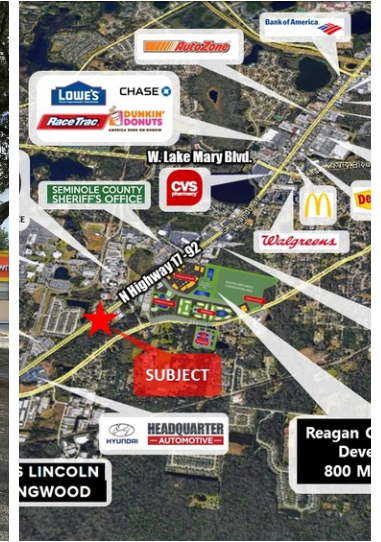 Bank of America
AutoZone
LOWE'S
CHASE
RaceTrac
DUNKIN' DONUTS
AMERICA RUNS ON DUNKIN'
W. Lake Mary Blvd.
SEMINOLE COUNTY
SHERIFF'S OFFICE
CVS
pharmacy
De
Walgreens
N Highway 17-92
SUBJECT
HYUNDAI
HEADQUARTER
AUTOMOTIVE
Reagan C
Deve
800 M
S LINCOLN
NGWOOD